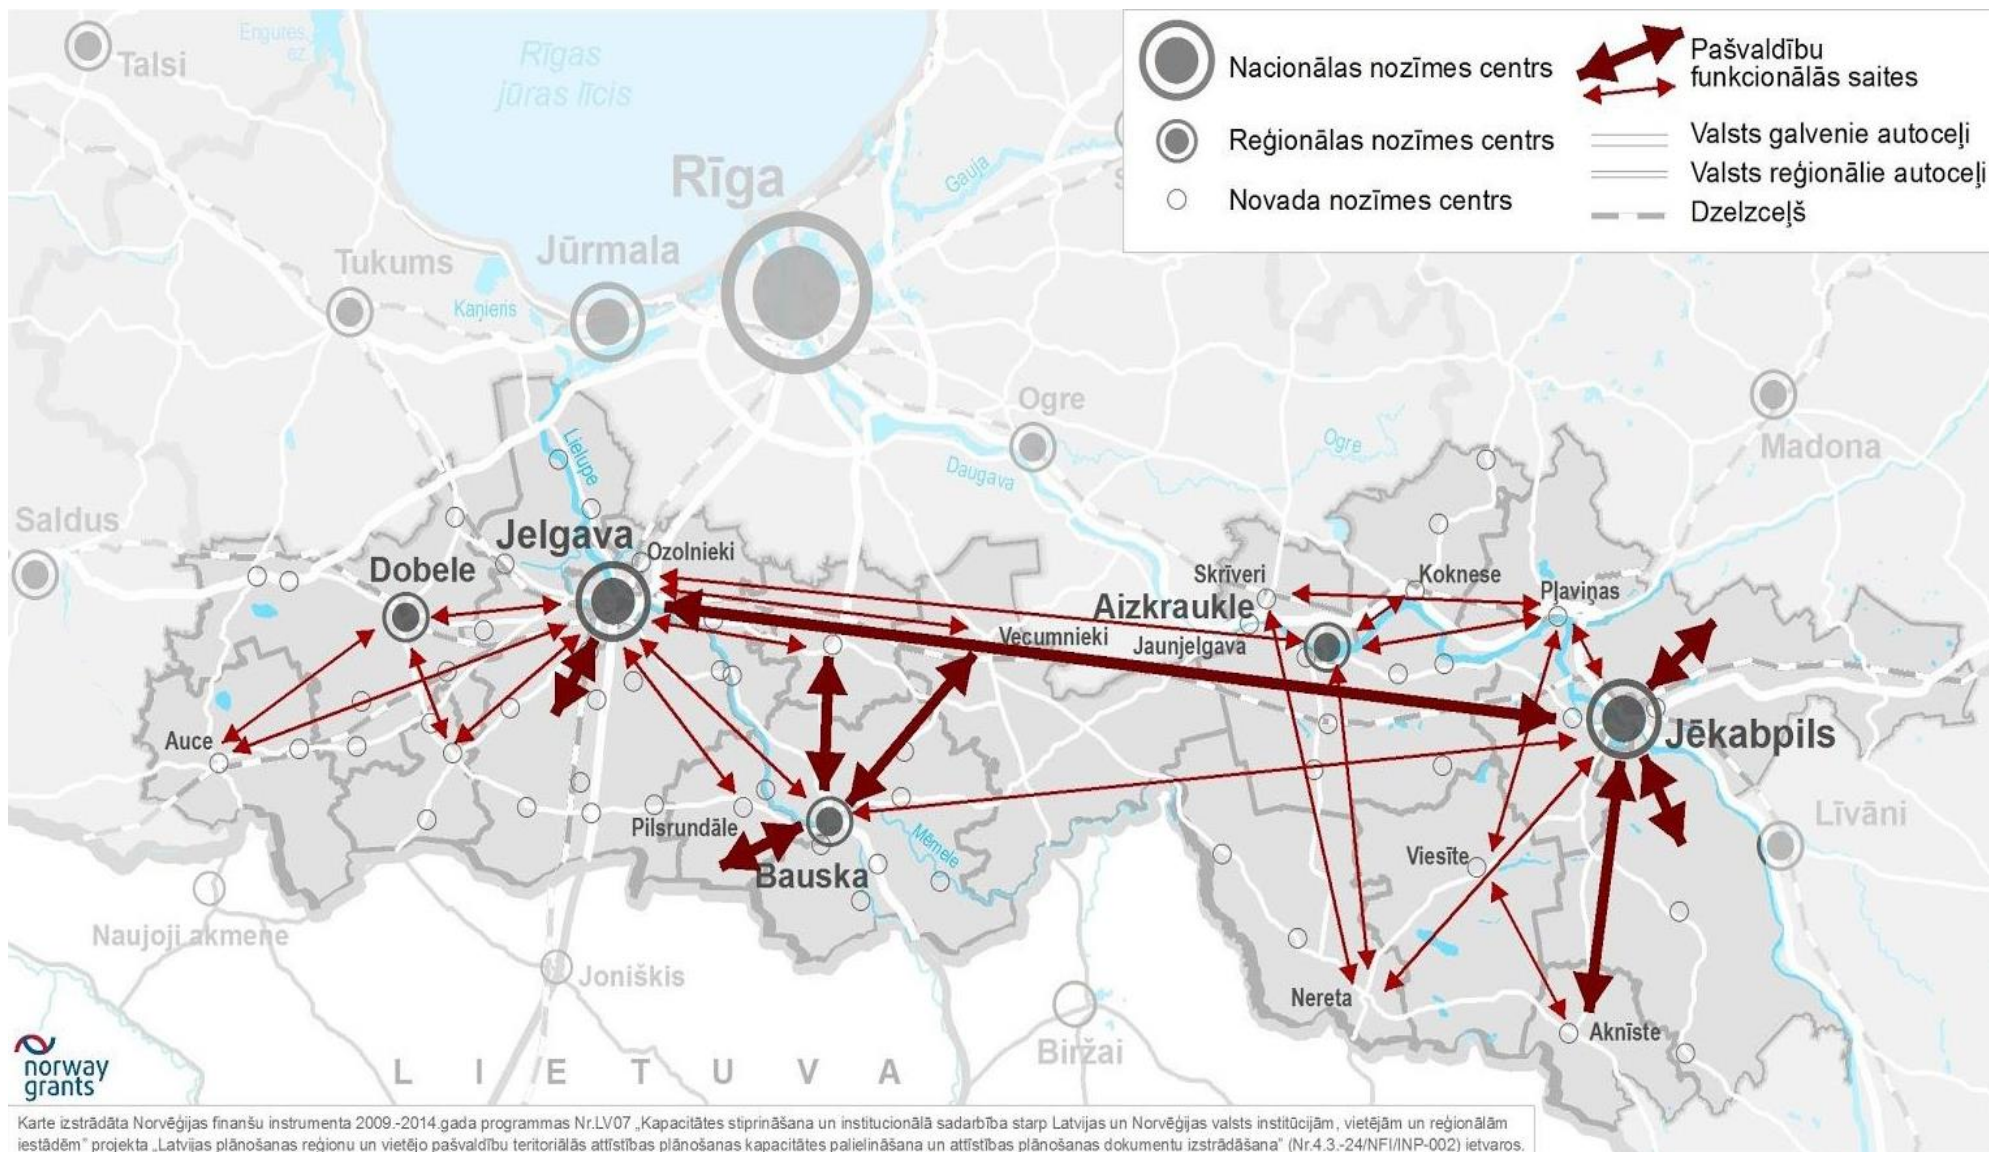 Talsi
Engures
ez.
Rīgas
jūras līcis
Nacionālas nozīmes centrs
Reģionālas nozīmes centrs
Novada nozīmes centrs
Pašvaldību
funkcionālās saites
Valsts galvenie autoceļi
Valsts reģionālie autoceļi
Dzelzceļš
Rīga
Gauja
Jūrmala
Tukums
Kaņieris
Ogre
Ogre
Madona
Daugava
Lielupe
Saldus
Jelgava
Ozolnieki
Dobele
Skrīveri
Koknese
Pļaviņas
Aizkraukle
Vecumnieki
Jaunjelgava
Auce
Jēkabpils
Līvāni
Pilsrundāle
Mēmele
Bauska
Viesīte
Naujoji akmene
Joniškis
Nereta
Aknīste
Biržai
LIETUVA
norway
grants
Karte izstrādāta Norvēģijas finanšu instrumenta 2009.-2014.gada programmas Nr.LV07 „Kapacitātes stiprināšana un institucionālā sadarbība starp Latvijas un Norvēģijas valsts institūcijām, vietējām un reģionālām
iestādēm" projekta „Latvijas plānošanas reģionu un vietējo pašvaldību teritoriālās attīstības plānošanas kapacitātes palielināšana un attīstības plānošanas dokumentu izstrādāšana" (Nr.4.3.-24/NFI/INP-002) ietvaros.